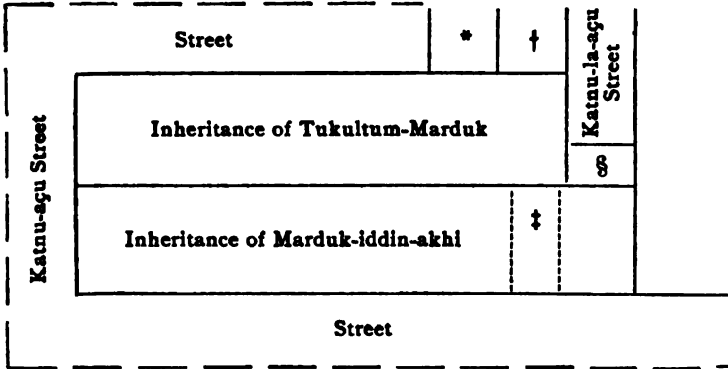 Street
*
†
Katnu-la-açu
Street
Inheritance of Tukultum-Marduk
§
Katnu-açu Street
Inheritance of Marduk-iddin-akhi
‡
Street